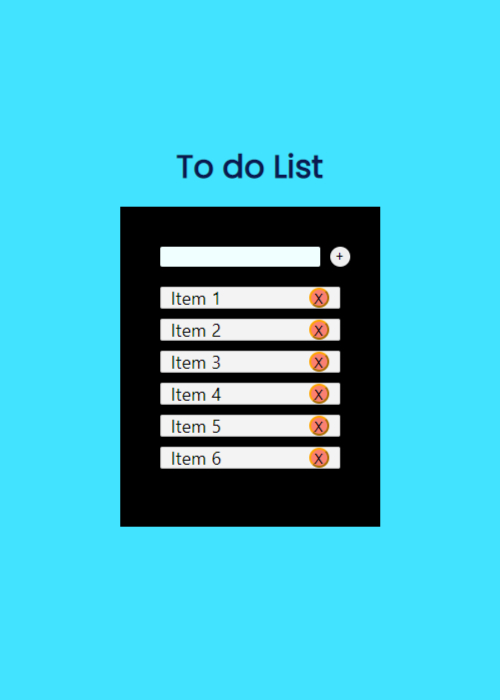 To do List
+
Item 1 X
Item 2 X
Item 3 X
Item 4 X
Item 5 X
Item 6 X